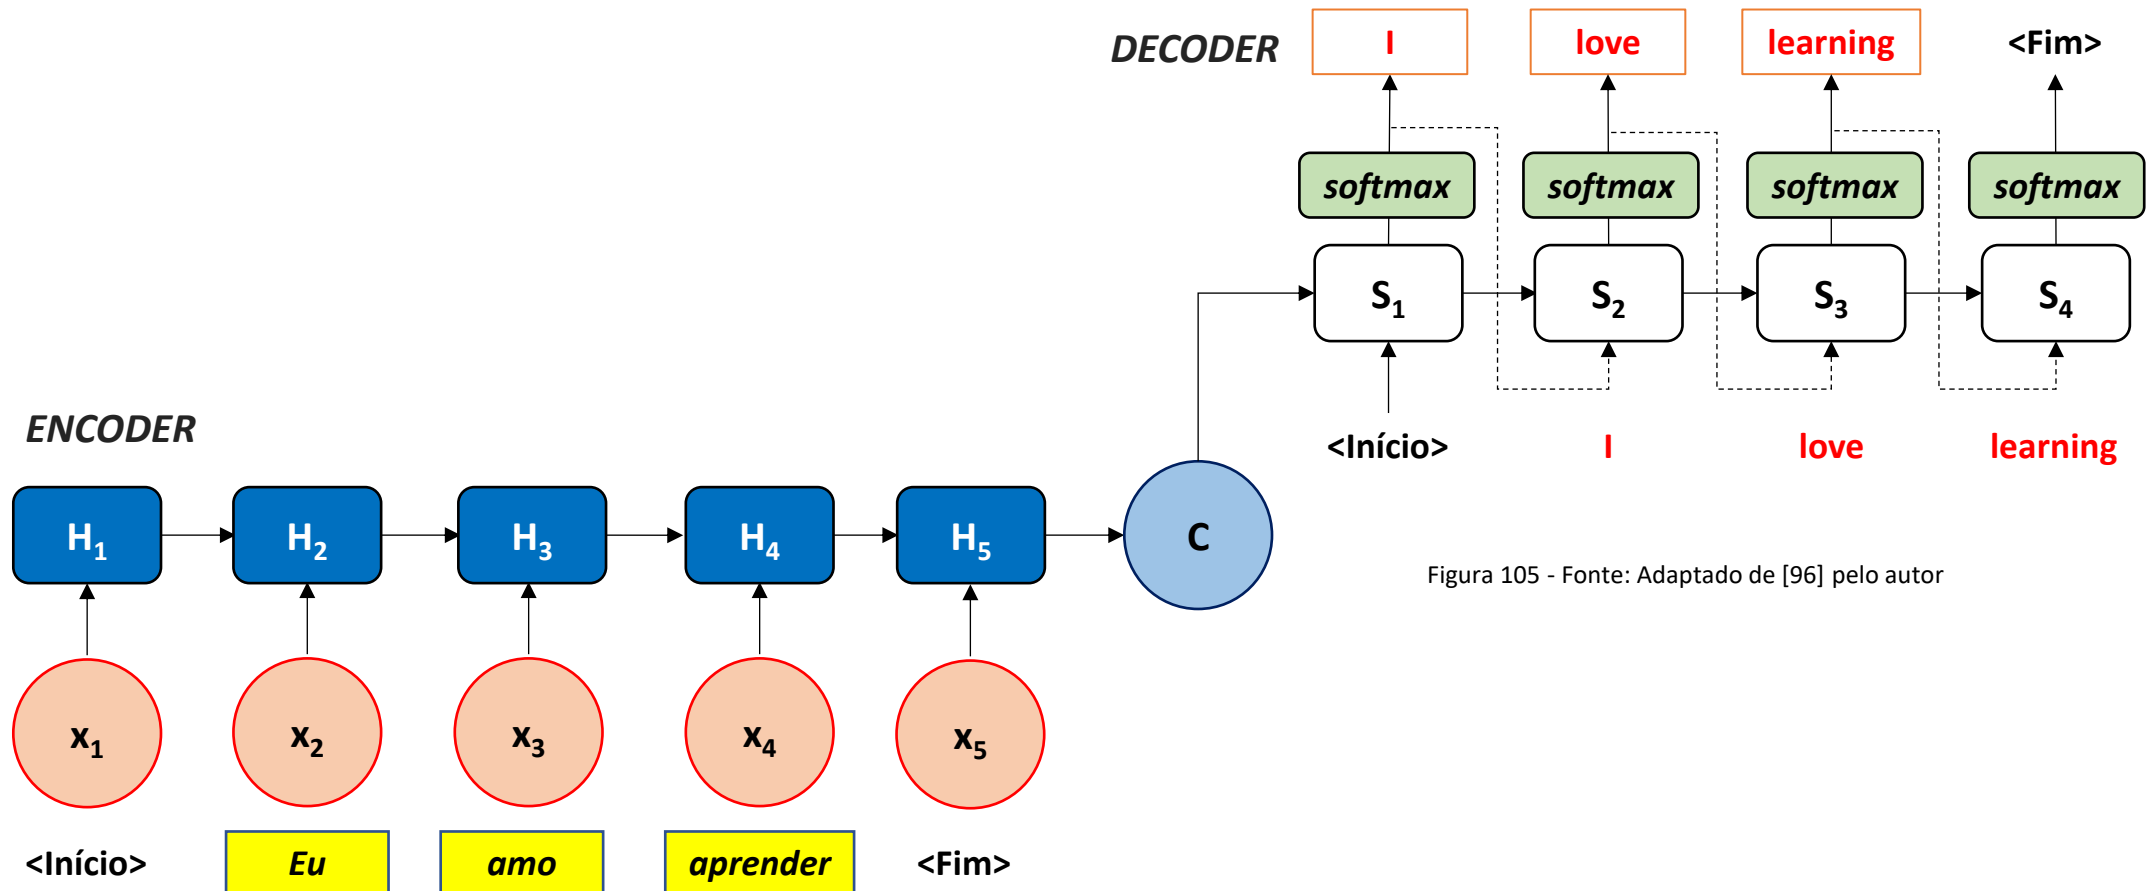 DECODER
I love learning <Fim>
softmax softmax softmax softmax
S₁ S₂ S₃ S₄
<Início> I love learning
ENCODER
H₁ H₂ H₃ H₄ H₅ C
Figura 105 - Fonte: Adaptado de [96] pelo autor
x₁ x₂ x₃ x₄ x₅
<Início> Eu amo aprender <Fim>